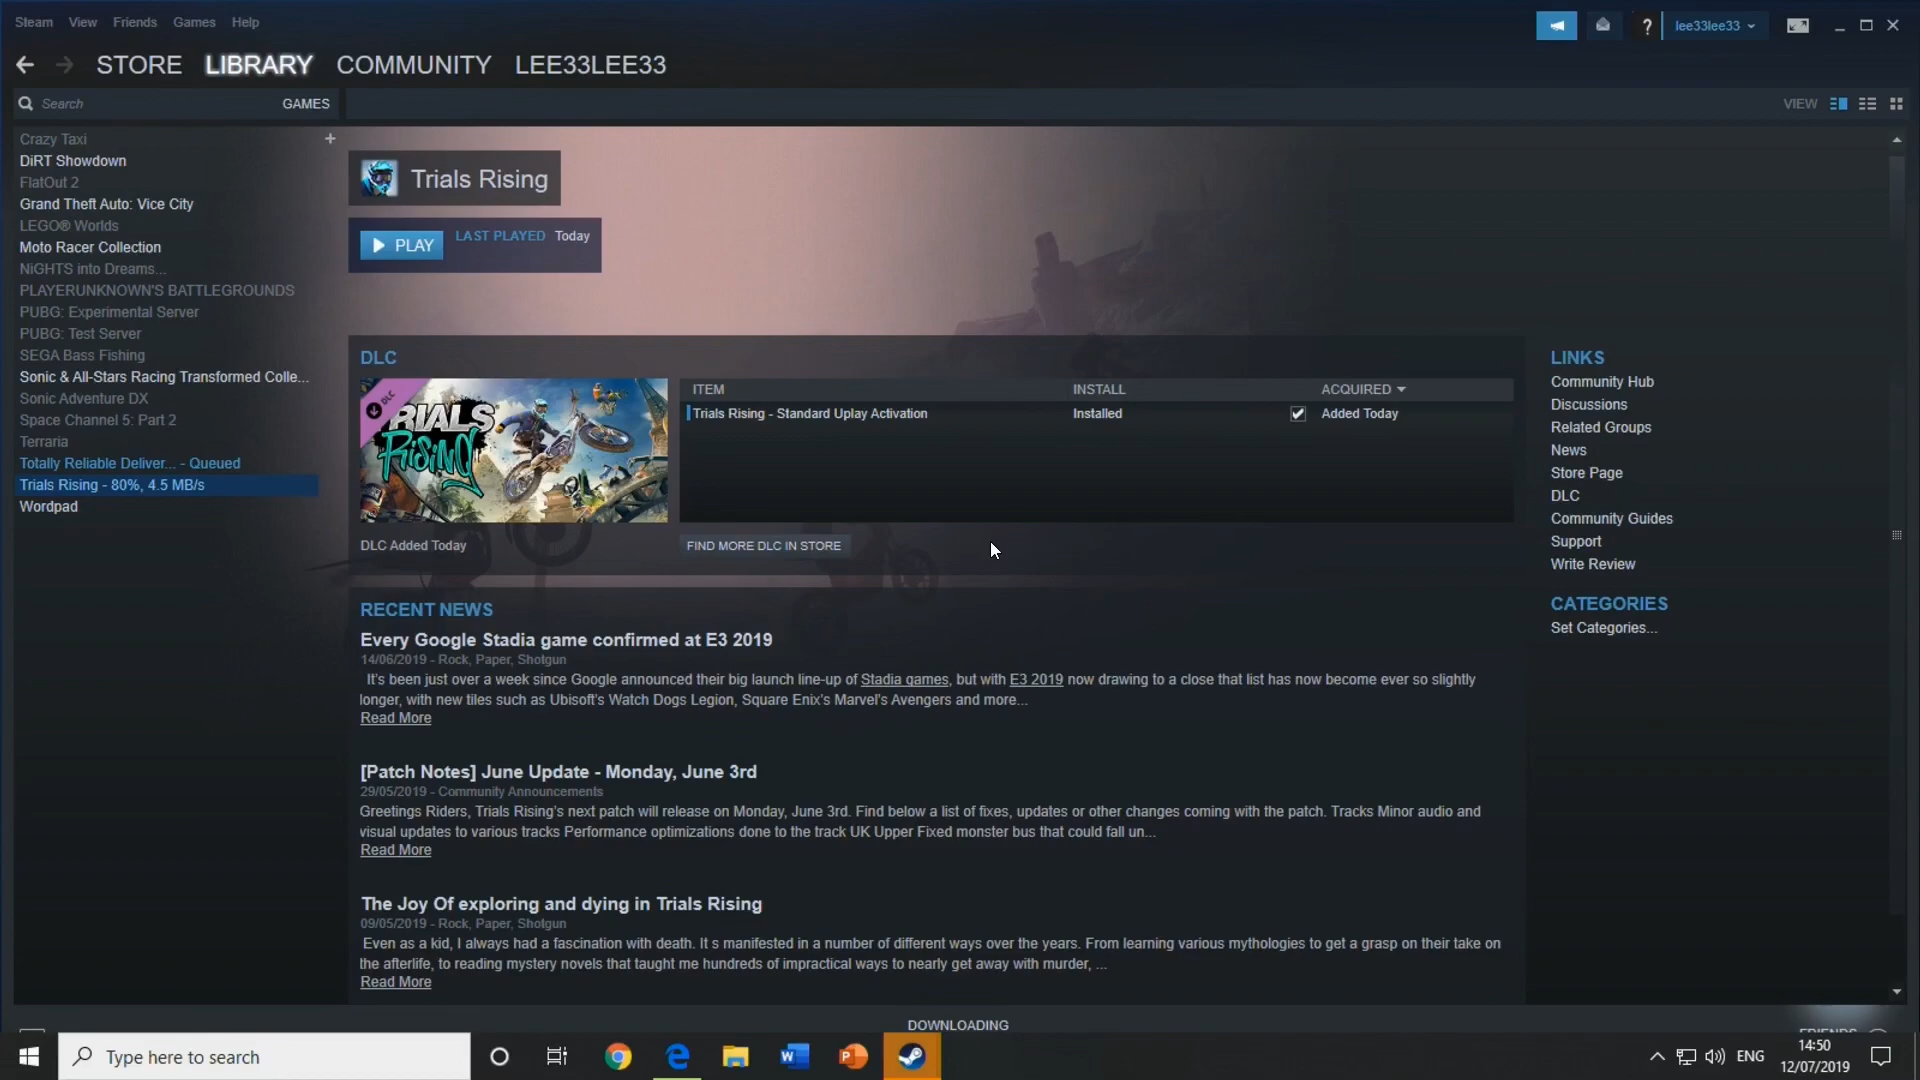 Steam View Friends Games Help
lee33lee33
STORE LIBRARY COMMUNITY LEE33LEE33
Search GAMES
VIEW
Crazy Taxi +
DiRT Showdown
FlatOut 2
Grand Theft Auto: Vice City
LEGO® Worlds
Moto Racer Collection
NiGHTS into Dreams...
PLAYERUNKNOWN'S BATTLEGROUNDS
PUBG: Experimental Server
PUBG: Test Server
SEGA Bass Fishing
Sonic & All-Stars Racing Transformed Colle...
Sonic Adventure DX
Space Channel 5: Part 2
Terraria
Totally Reliable Deliver... - Queued
Trials Rising - 80%, 4.5 MB/s
Wordpad
Trials Rising
PLAY LAST PLAYED Today
DLC
DLC
TRIALS
RISING
DLC Added Today
ITEM INSTALL ACQUIRED
Trials Rising - Standard Uplay Activation Installed Added Today
FIND MORE DLC IN STORE
RECENT NEWS
Every Google Stadia game confirmed at E3 2019
14/06/2019 - Rock, Paper, Shotgun
It's been just over a week since Google announced their big launch line-up of Stadia games, but with E3 2019 now drawing to a close that list has now become ever so slightly
longer, with new tiles such as Ubisoft's Watch Dogs Legion, Square Enix's Marvel's Avengers and more...
Read More
[Patch Notes] June Update - Monday, June 3rd
29/05/2019 - Community Announcements
Greetings Riders, Trials Rising's next patch will release on Monday, June 3rd. Find below a list of fixes, updates or other changes coming with the patch. Tracks Minor audio and
visual updates to various tracks Performance optimizations done to the track UK Upper Fixed monster bus that could fall un...
Read More
The Joy Of exploring and dying in Trials Rising
09/05/2019 - Rock, Paper, Shotgun
Even as a kid, I always had a fascination with death. It s manifested in a number of different ways over the years. From learning various mythologies to get a grasp on their take on
the afterlife, to reading mystery novels that taught me hundreds of impractical ways to nearly get away with murder, ...
Read More
LINKS
Community Hub
Discussions
Related Groups
News
Store Page
DLC
Community Guides
Support
Write Review
CATEGORIES
Set Categories...
DOWNLOADING
FRIENDS
Type here to search
ENG
14:50
12/07/2019